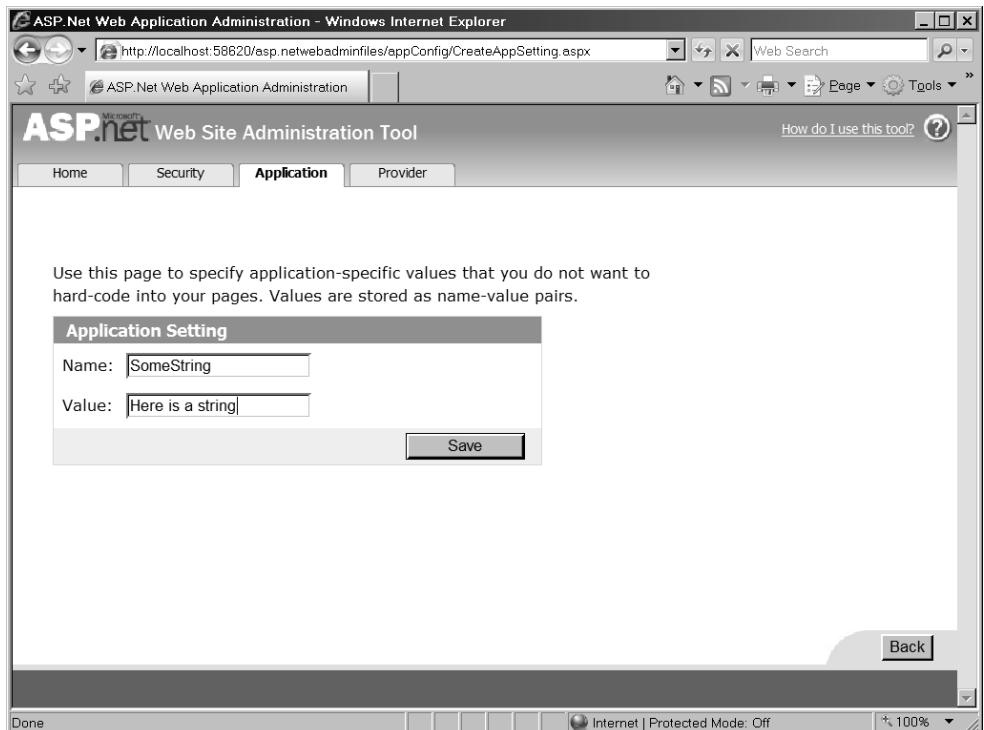 ASP.Net Web Application Administration - Windows Internet Explorer
http://localhost:58620/asp.netwebadminfiles/appConfig/CreateAppSetting.aspx
Web Search
ASP.Net Web Application Administration
Page Tools »
Microsoft
ASP.net Web Site Administration Tool
How do I use this tool? ?
Home Security Application Provider
Use this page to specify application-specific values that you do not want to
hard-code into your pages. Values are stored as name-value pairs.
Application Setting
Name: SomeString
Value: Here is a string
Save
Back
Done Internet | Protected Mode: Off 100%